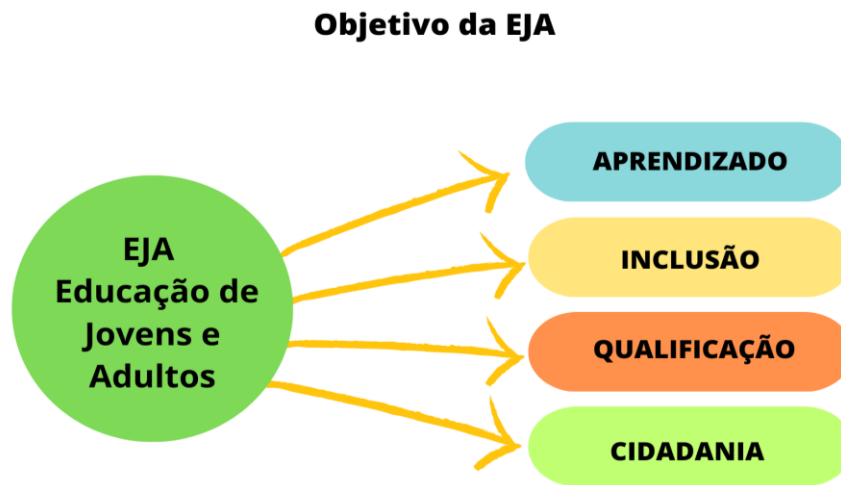 Objetivo da EJA
EJA
Educação de
Jovens e
Adultos
APRENDIZADO
INCLUSÃO
QUALIFICAÇÃO
CIDADANIA